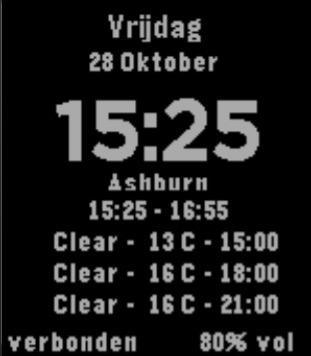 Vrijdag
28 Oktober
15:25
Ashburn
15:25 - 16:55
Clear - 13 C - 15:00
Clear - 16 C - 18:00
Clear - 16 C - 21:00
verbonden 80% vol